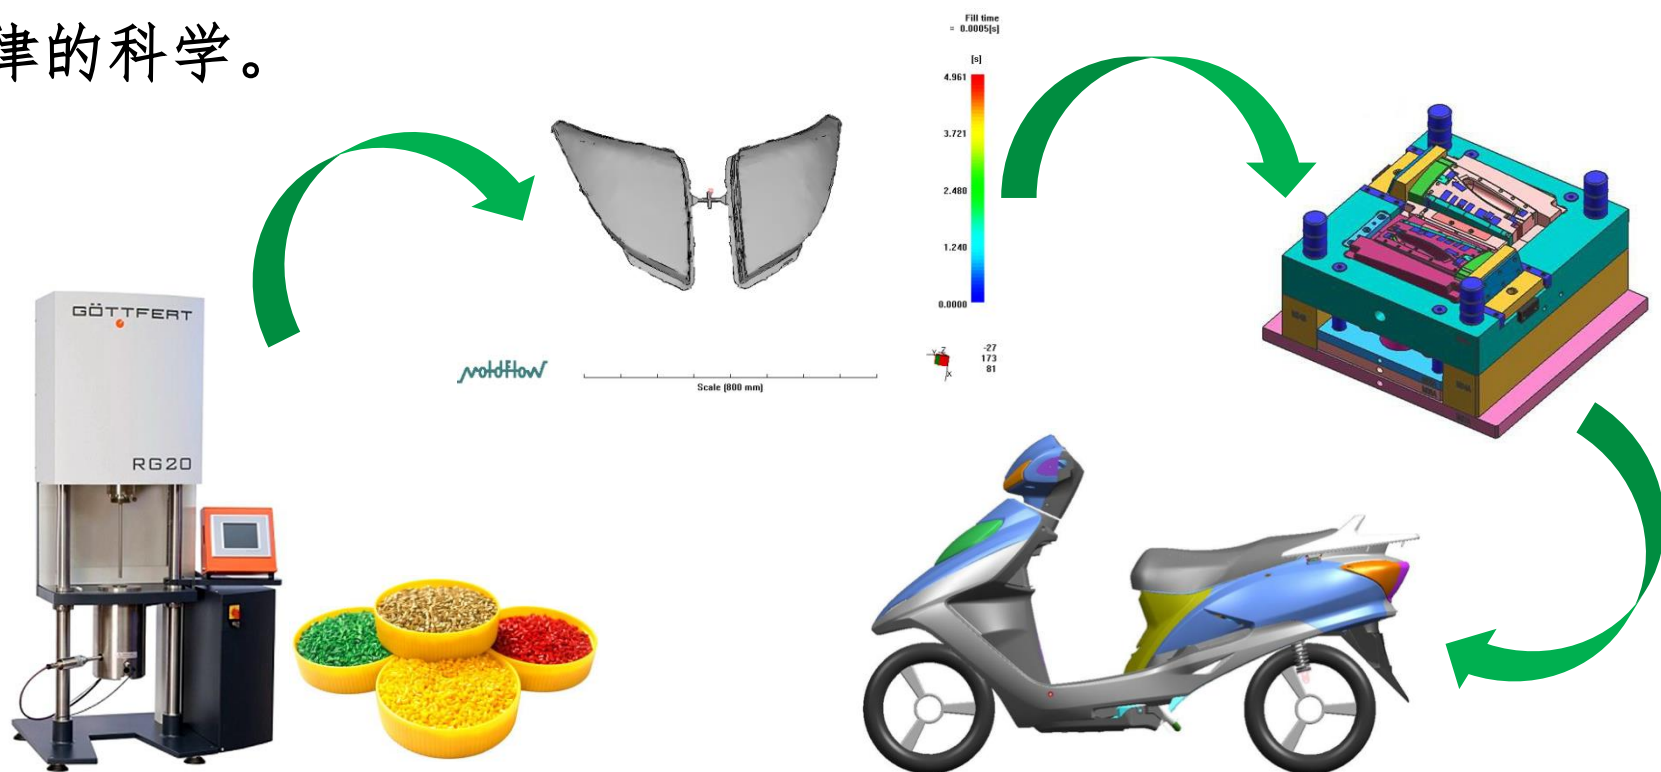 律的科学。
Fill time
= 0.0005[s]
[s]
4.961
3.721
2.480
1.240
0.0000
GÖTTFERT
RG20
moldflow
Scale (800 mm)
Y Z
X
-27
173
81